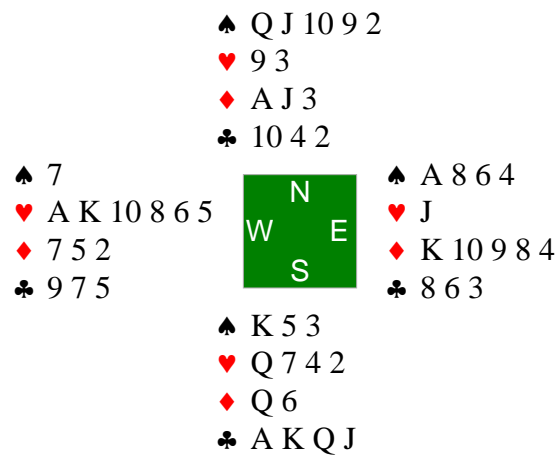 ♠ Q J 10 9 2
♥ 9 3
♦ A J 3
♣ 10 4 2
♠ 7
♥ A K 10 8 6 5
♦ 7 5 2
♣ 9 7 5
N
W E
S
♠ A 8 6 4
♥ J
♦ K 10 9 8 4
♣ 8 6 3
♠ K 5 3
♥ Q 7 4 2
♦ Q 6
♣ A K Q J